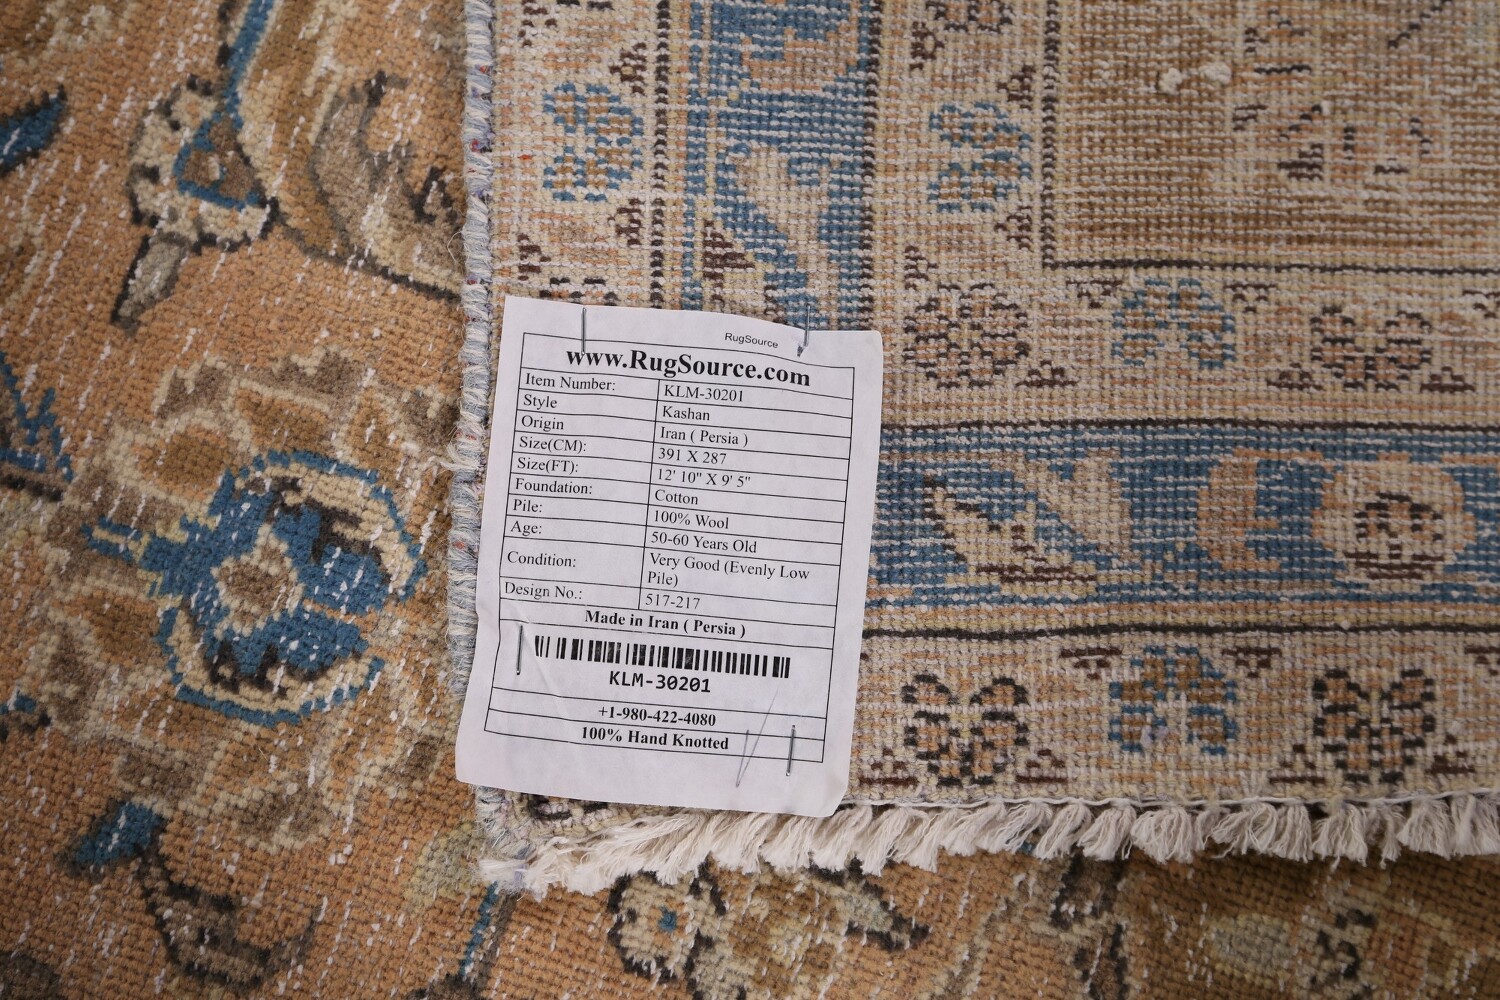 RugSource
www.RugSource.com
Item Number: KLM-30201
Style Kashan
Origin Iran ( Persia )
Size(CM): 391 X 287
Size(FT): 12' 10" X 9' 5"
Foundation: Cotton
Pile: 100% Wool
Age: 50-60 Years Old
Condition: Very Good (Evenly Low
Pile)
Design No.: 517-217
Made in Iran ( Persia )
KLM-30201
+1-980-422-4080
100% Hand Knotted